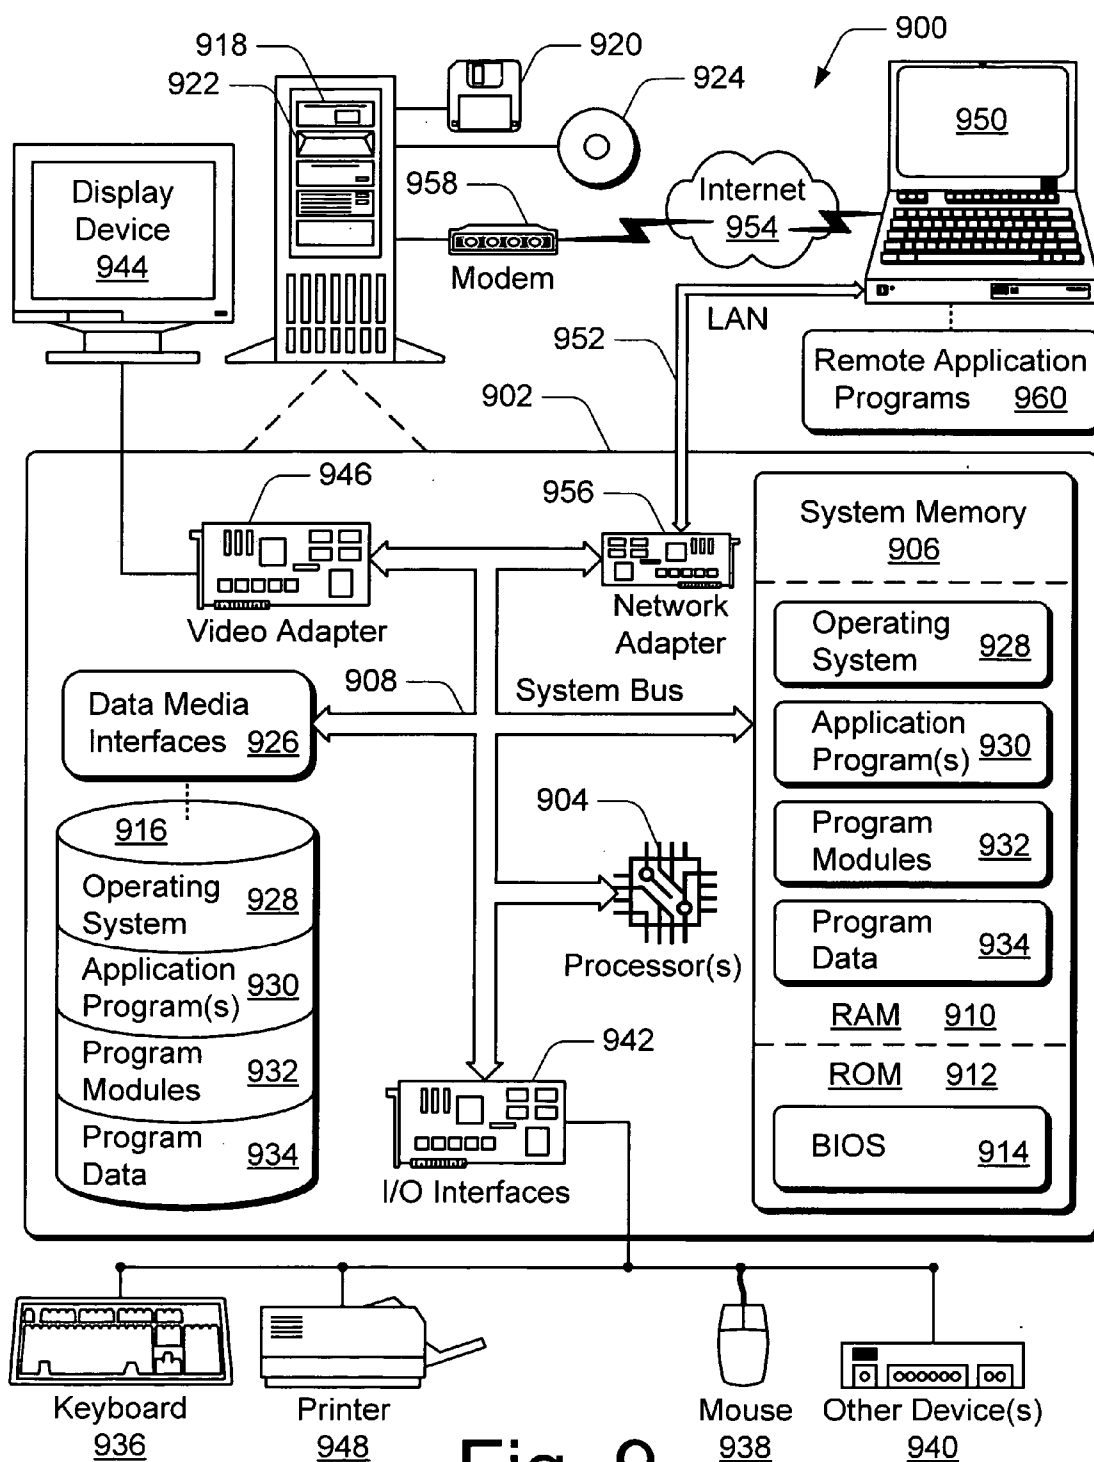 918
920
900
922
924
950
958
Internet
954
Display
Device
944
Modem
LAN
952
Remote Application
Programs 960
902
946
956
System Memory
906
Video Adapter
Network
Adapter
Operating
System 928
908
System Bus
Data Media
Interfaces 926
Application
Program(s) 930
904
916
Program
Modules 932
Operating
System 928
Processor(s)
Program
Data 934
Application
Program(s) 930
RAM 910
942
Program
Modules 932
ROM 912
Program
Data 934
BIOS 914
I/O Interfaces
Keyboard
936
Printer
948
Mouse
938
Other Device(s)
940